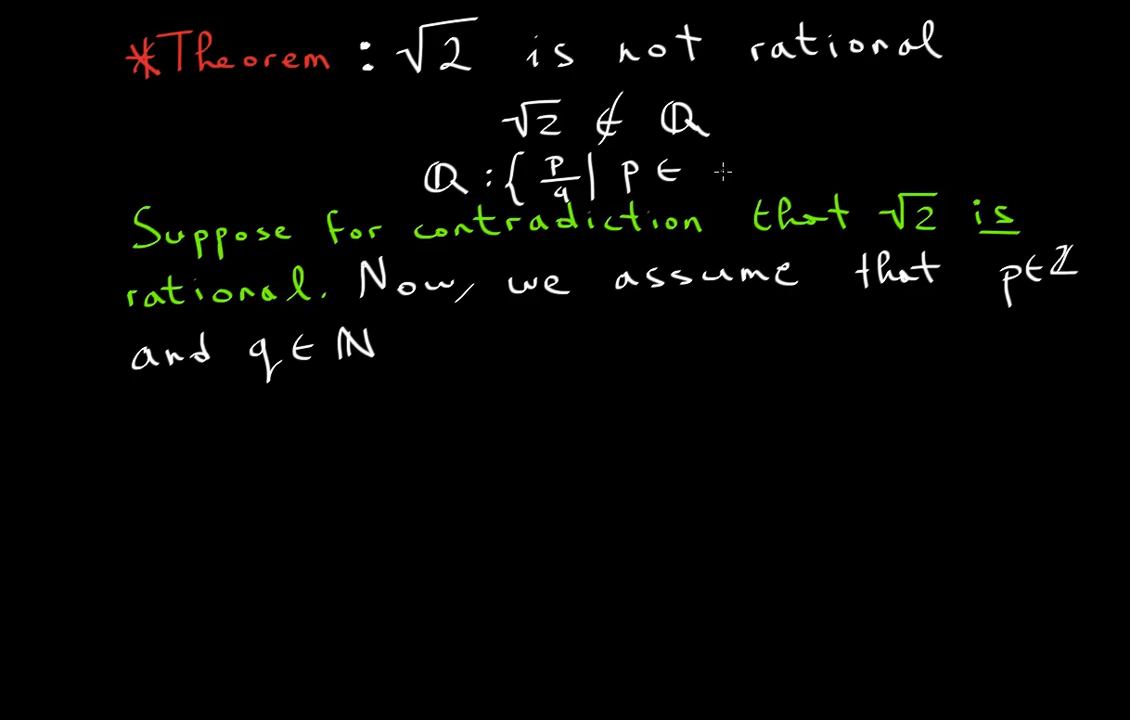 *Theorem : √2 is not rational
√2 ∉ ℚ
ℚ : { p/q | p ∈
Suppose for contradiction that √2 is
rational. Now, we assume that p∈ℤ
and q ∈ ℕ